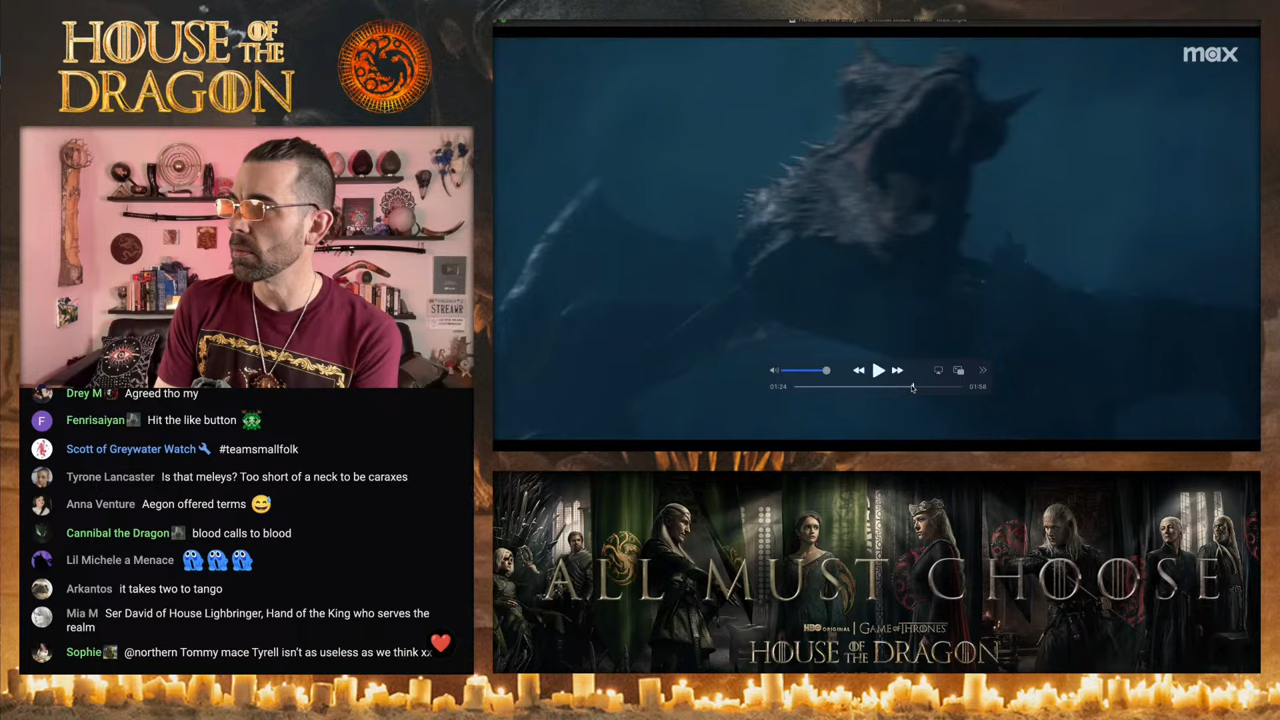 HOUSE
OF
THE
DRAGON
max
STREAWR
01:24
01:58
Drey M Agreed tho my
F
Fenrisaiyan Hit the like button
Scott of Greywater Watch #teamsmallfolk
Tyrone Lancaster Is that meleys? Too short of a neck to be caraxes
Anna Venture Aegon offered terms
Cannibal the Dragon blood calls to blood
Lil Michele a Menace
Arkantos it takes two to tango
Mia M Ser David of House Lighbringer, Hand of the King who serves the
realm
Sophie @northern Tommy mace Tyrell isn't as useless as we think xx
ALL MUST CHOOSE
HBO ORIGINAL | GAME OF THRONES
HOUSE OF THE DRAGON